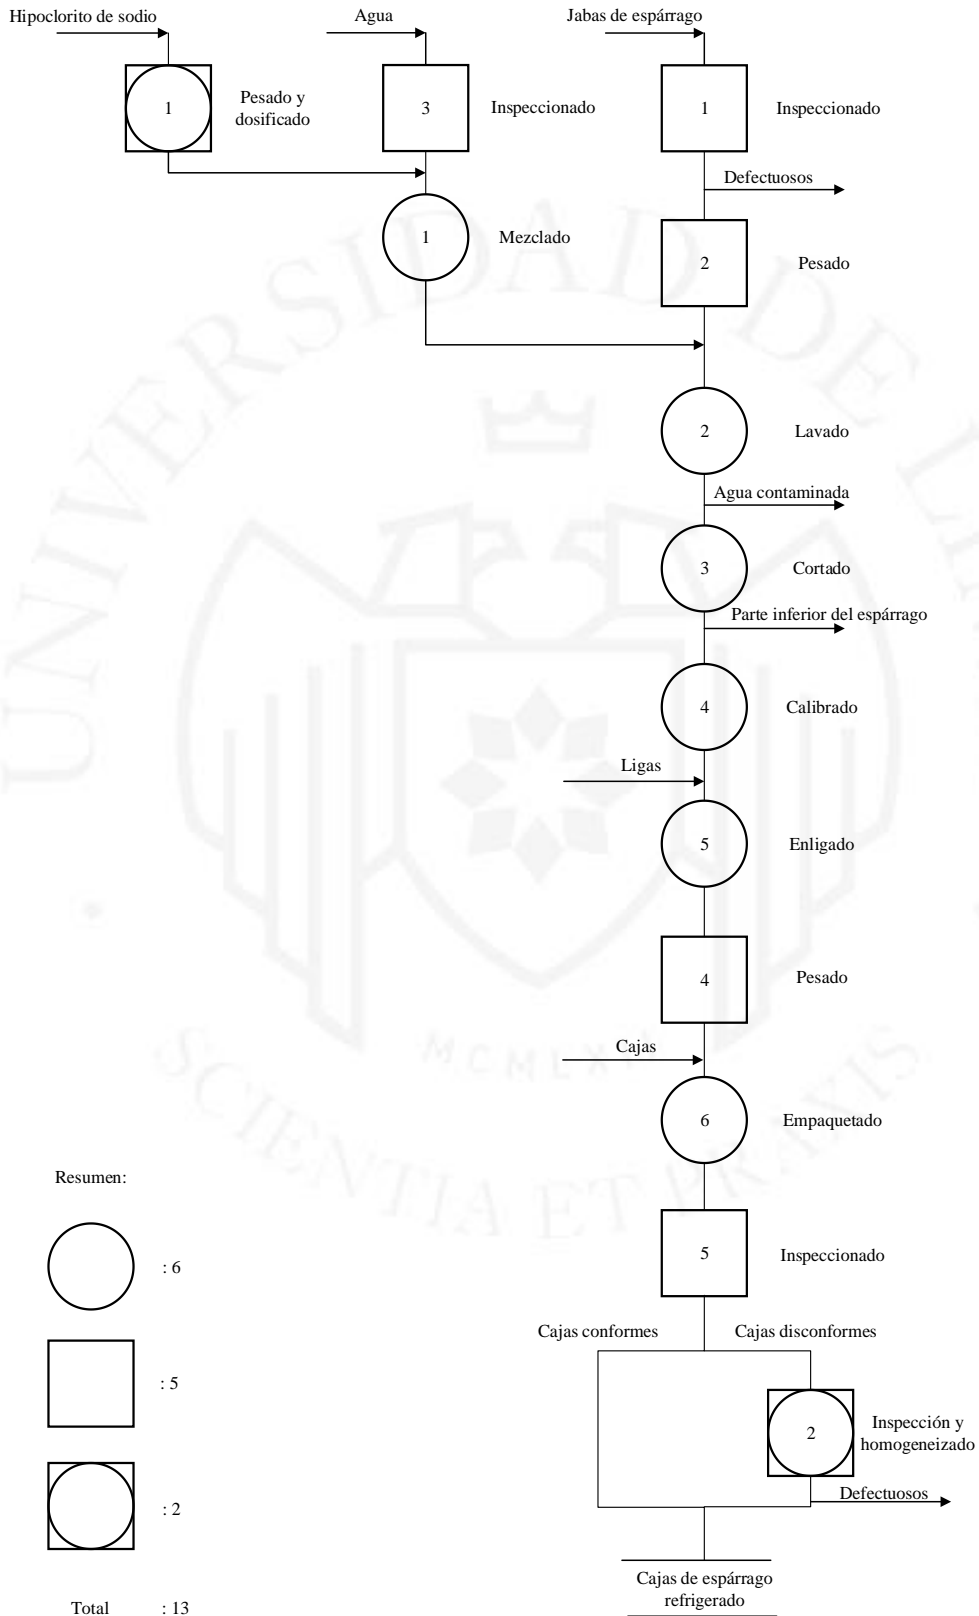 Hipoclorito de sodio
Agua
Jabas de espárrago
1
Pesado y
dosificado
3
Inspeccionado
1
Inspeccionado
Defectuosos
1
Mezclado
2
Pesado
2
Lavado
Agua contaminada
3
Cortado
Parte inferior del espárrago
4
Calibrado
Ligas
5
Enligado
4
Pesado
Cajas
6
Empaquetado
5
Inspeccionado
Cajas conformes
Cajas disconformes
2
Inspección y
homogeneizado
Defectuosos
Cajas de espárrago
refrigerado
Resumen:
: 6
: 5
: 2
Total : 13
SCIENTIA ET PRAXIS